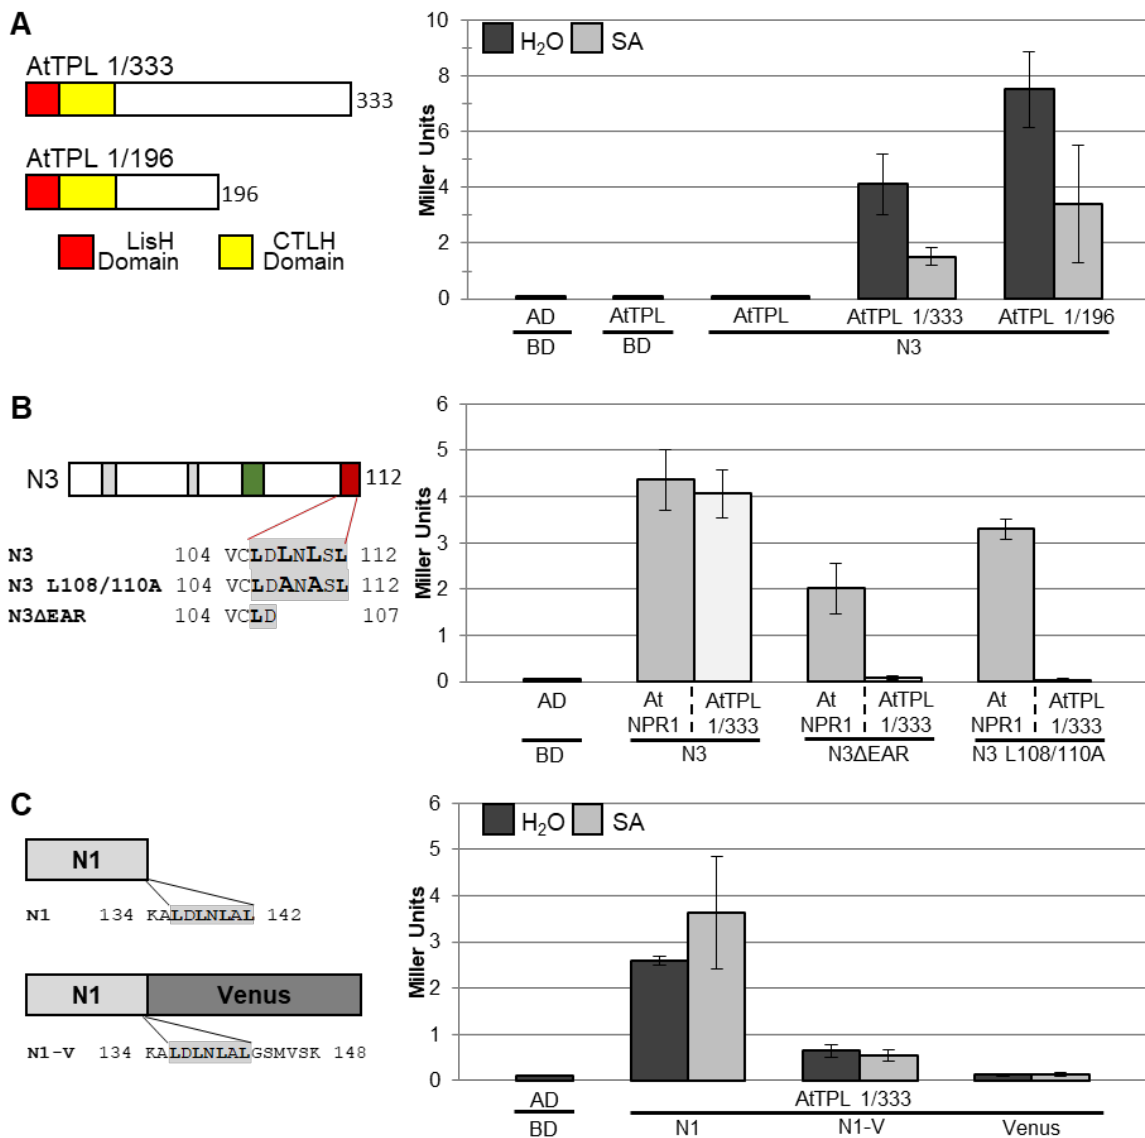 A
AtTPL 1/333
333
AtTPL 1/196
196
LisH Domain
CTLH Domain
H2O SA
Miller Units
10
8
6
4
2
0
AD AtTPL AtTPL AtTPL 1/333 AtTPL 1/196
BD BD N3
B
N3 112
N3 104 VCLDLNLSL 112
N3 L108/110A 104 VCLDANASL 112
N3ΔEAR 104 VCLD 107
Miller Units
6
5
4
3
2
1
0
AD At AtTPL At AtTPL At AtTPL
NPR1 1/333 NPR1 1/333 NPR1 1/333
BD N3 N3ΔEAR N3 L108/110A
C
N1
N1 134 KALDLNLAL 142
N1 Venus
N1-V 134 KALDLNLALGSMVSK 148
H2O SA
Miller Units
6
5
4
3
2
1
0
AD AtTPL 1/333
BD N1 N1-V Venus